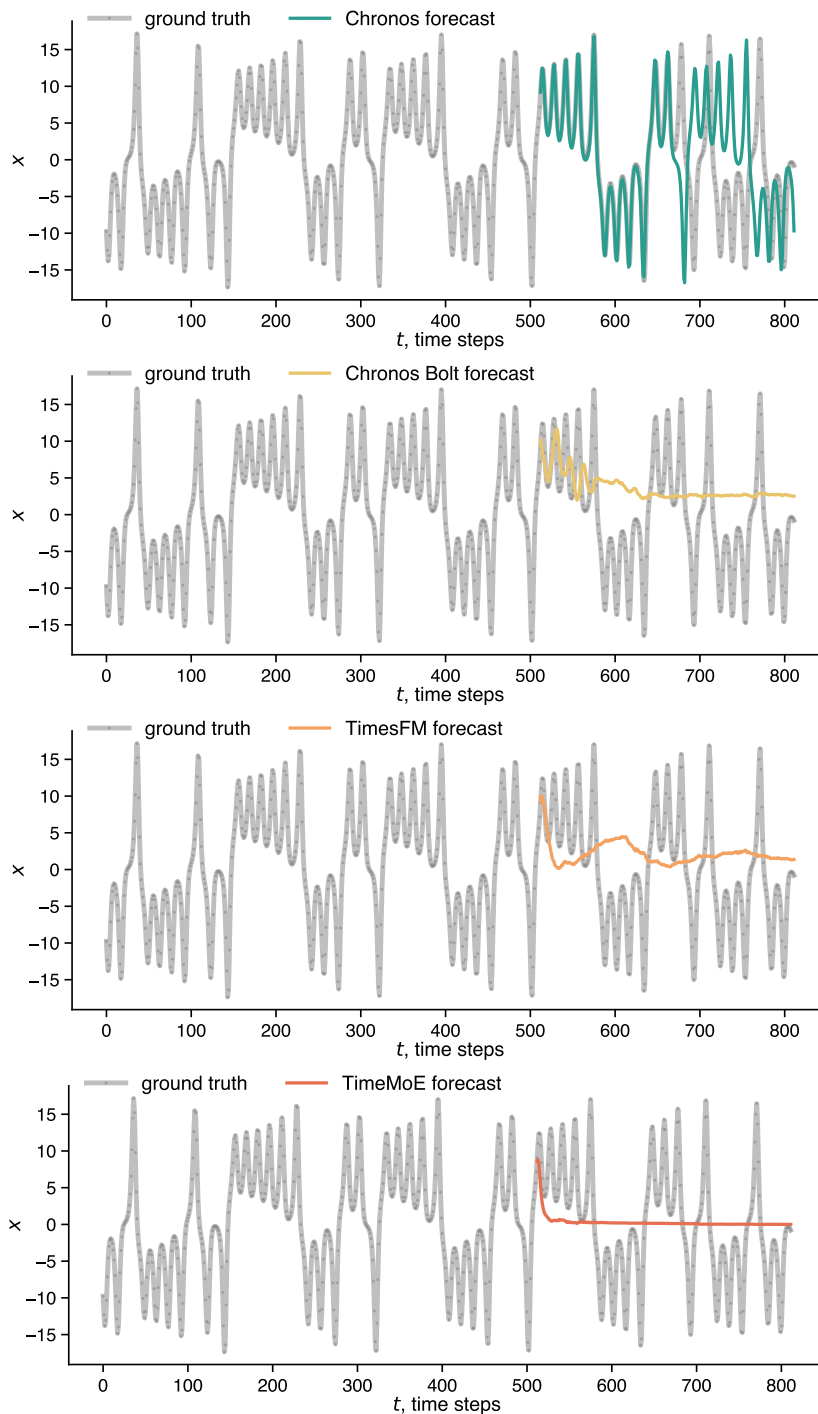 ground truth Chronos forecast
15
10
5
0
−5
−10
−15
x
0 100 200 300 400 500 600 700 800
t, time steps
ground truth Chronos Bolt forecast
15
10
5
0
−5
−10
−15
x
0 100 200 300 400 500 600 700 800
t, time steps
ground truth TimesFM forecast
15
10
5
0
−5
−10
−15
x
0 100 200 300 400 500 600 700 800
t, time steps
ground truth TimeMoE forecast
15
10
5
0
−5
−10
−15
x
0 100 200 300 400 500 600 700 800
t, time steps